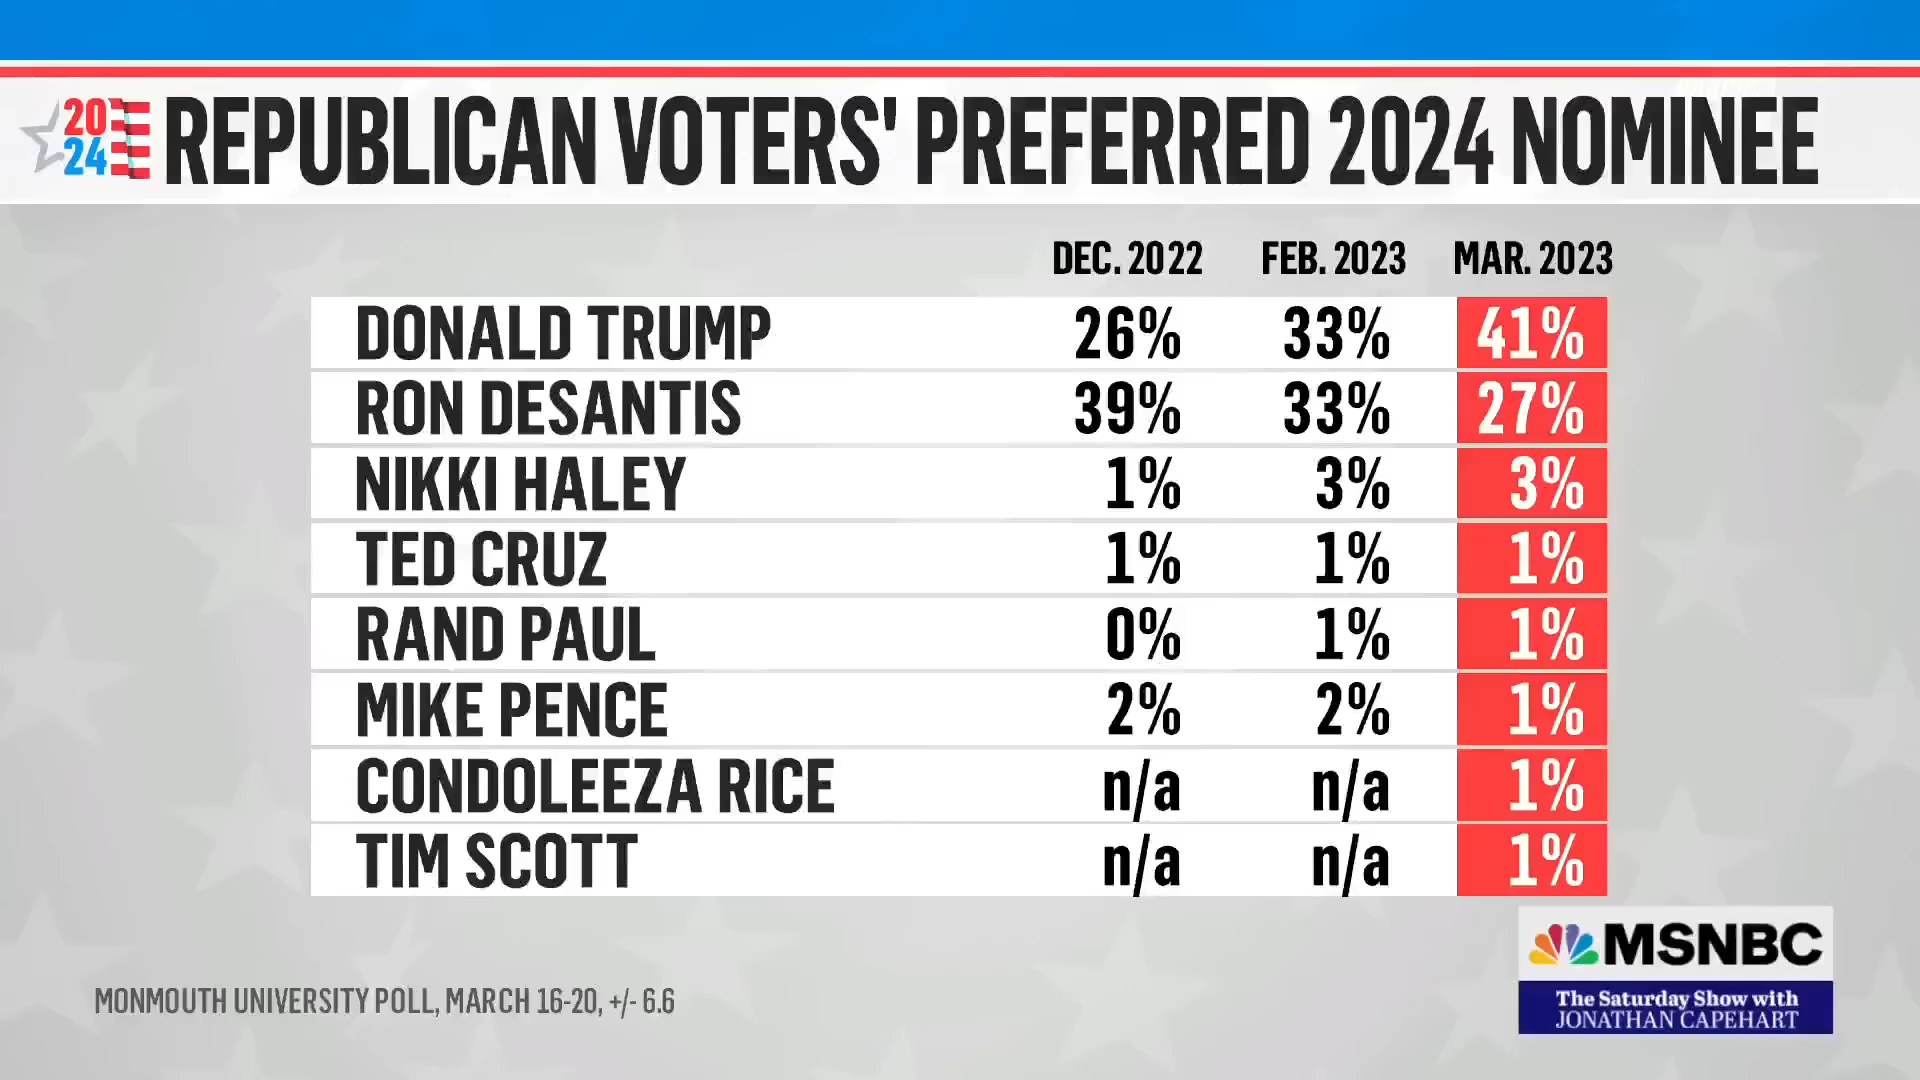 2024 REPUBLICAN VOTERS' PREFERRED 2024 NOMINEE
DEC. 2022 FEB. 2023 MAR. 2023
DONALD TRUMP 26% 33% 41%
RON DESANTIS 39% 33% 27%
NIKKI HALEY 1% 3% 3%
TED CRUZ 1% 1% 1%
RAND PAUL 0% 1% 1%
MIKE PENCE 2% 2% 1%
CONDOLEEZA RICE n/a n/a 1%
TIM SCOTT n/a n/a 1%
MSNBC
The Saturday Show with
JONATHAN CAPEHART
MONMOUTH UNIVERSITY POLL, MARCH 16-20, +/- 6.6